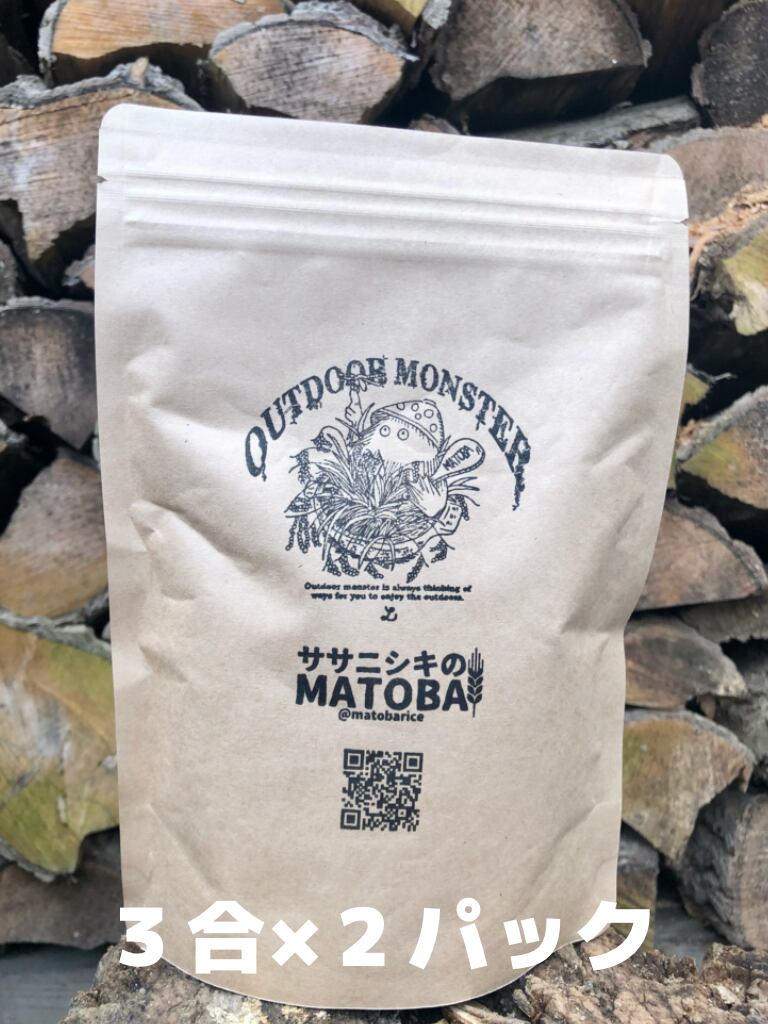 OUTDOOR MONSTER
MATOBA
Outdoor monster is always thinking of
ways for you to enjoy the outdoors.
ササニシキの
MATOBA
@matobarice
３合×２パック